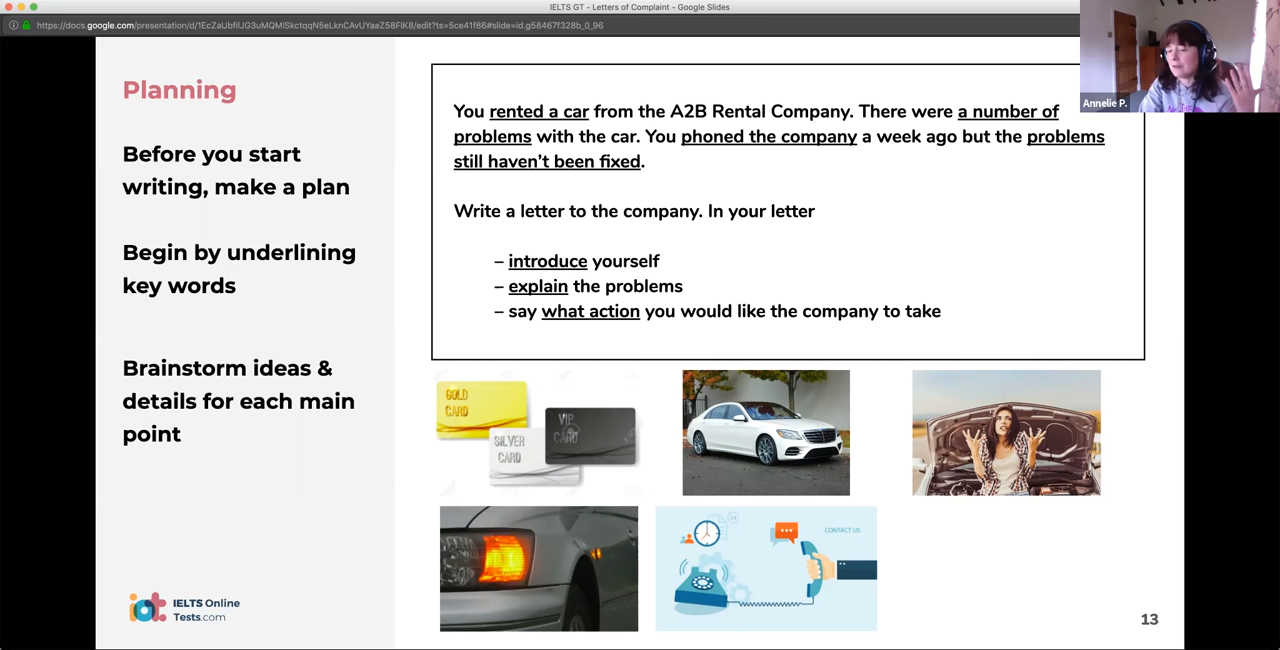 IELTS GT - Letters of Complaint - Google Slides
Planning
Before you start
writing, make a plan
Begin by underlining
key words
Brainstorm ideas &
details for each main
point
IELTS Online
Tests.com
You rented a car from the A2B Rental Company. There were a number of
problems with the car. You phoned the company a week ago but the problems
still haven't been fixed.
Write a letter to the company. In your letter
– introduce yourself
– explain the problems
– say what action you would like the company to take
Annelie P.
GOLD
CARD
SILVER
CARD
VIP
CARD
CONTACT US
13